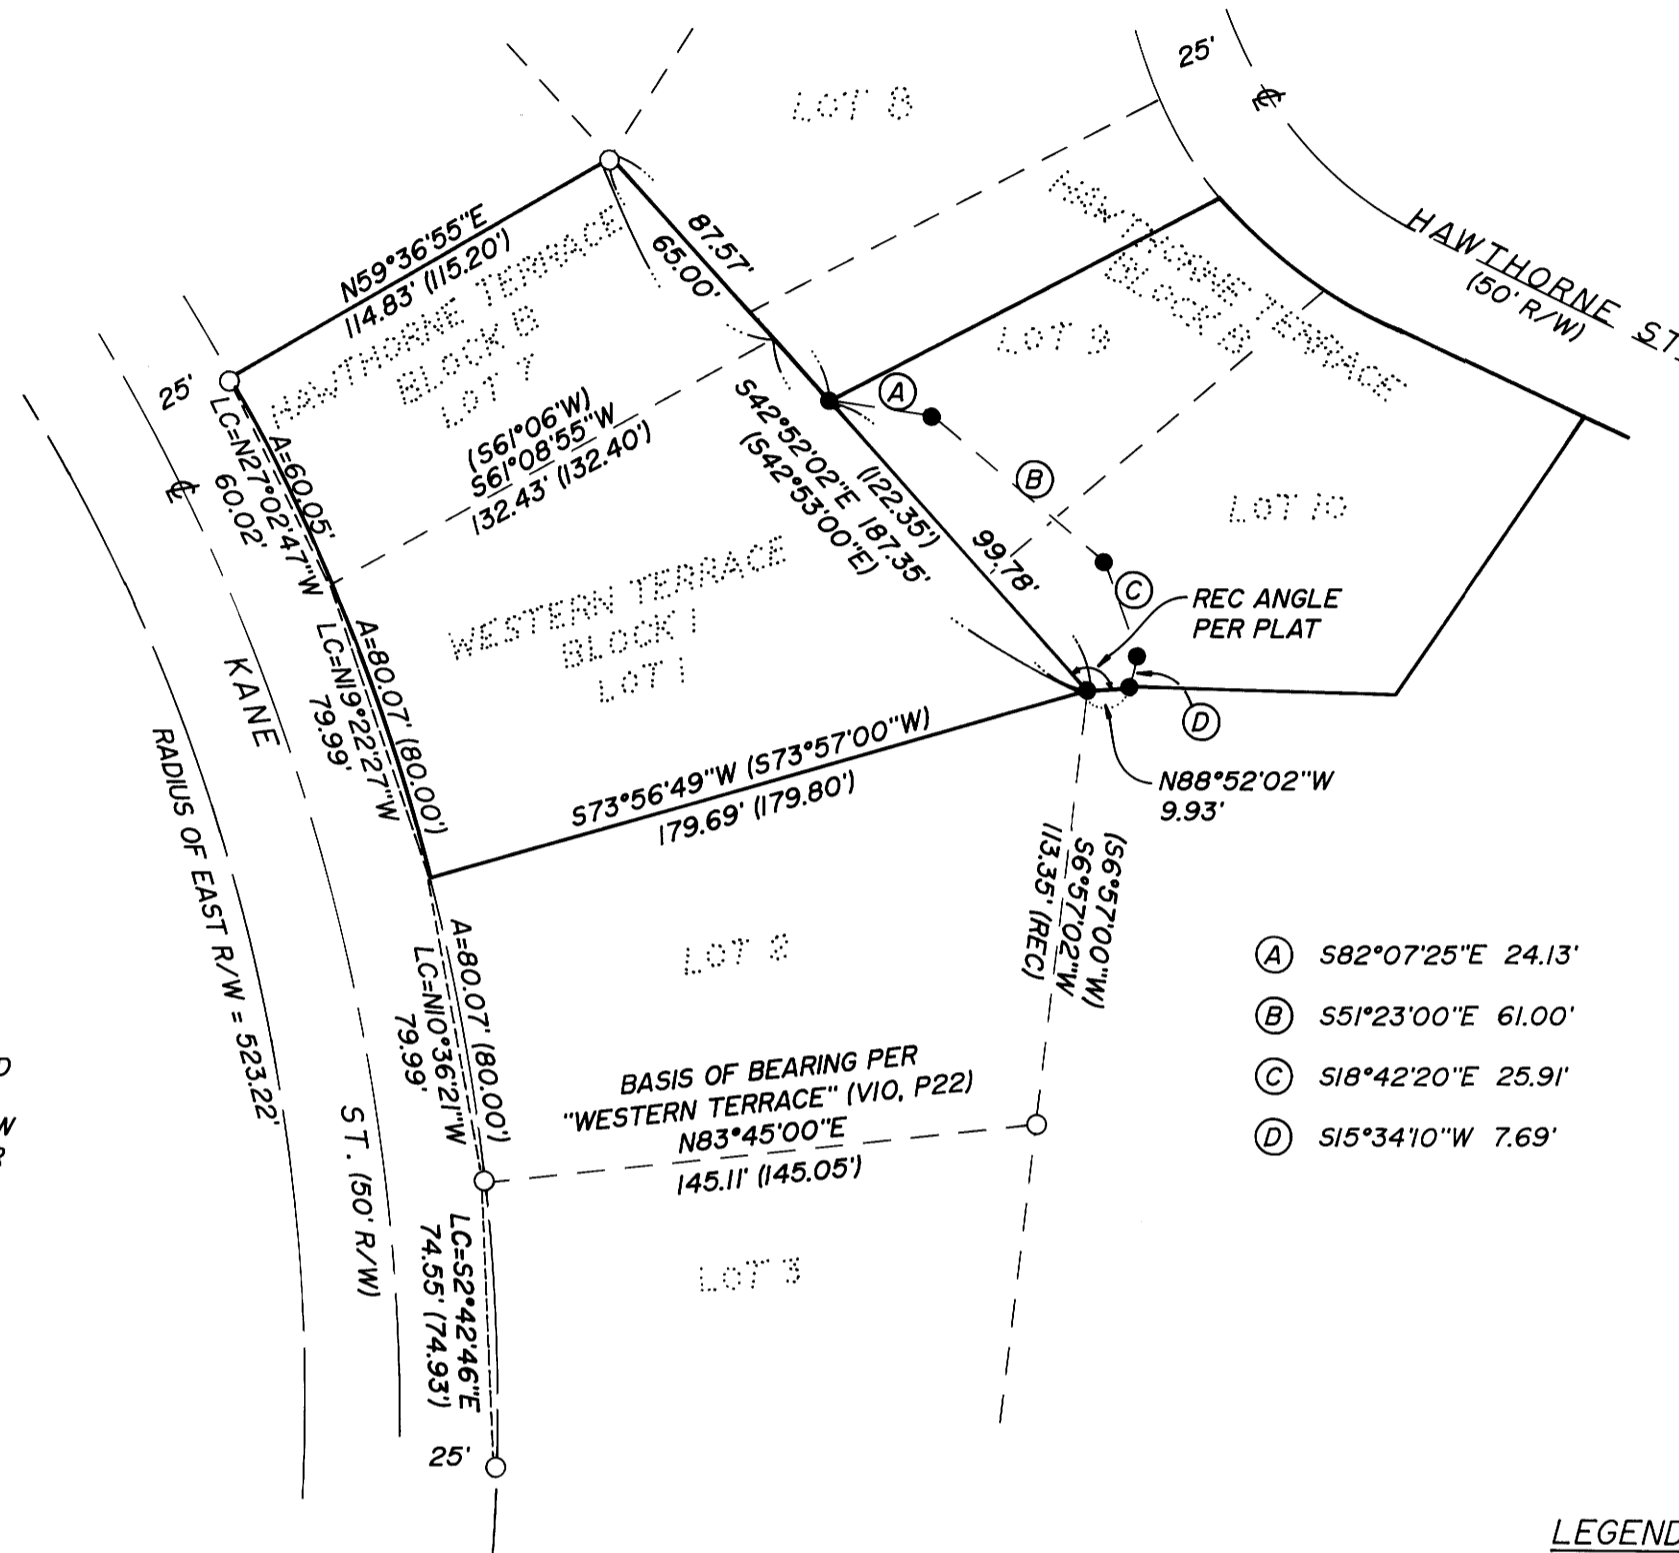 25'
℄
LOT 8
HAWTHORNE ST.
(50' R/W)
HAWTHORNE TERRACE
BLOCK B
LOT 9
LOT 10
N59°36'55"E
114.83' (115.20')
87.57'
65.00'
HAWTHORNE TERRACE
BLOCK B
LOT 7
25'
℄
LC=N27°02'47"W
60.02'
A=60.05'
(S61°06'W)
S61°08'55"W
132.43' (132.40')
S42°52'02"E 187.35'
(S42°53'00"E)
(122.35')
99.78'
A
B
C
D
REC ANGLE
PER PLAT
WESTERN TERRACE
BLOCK 1
LOT 1
A=80.07' (80.00')
LC=N19°22'27"W
79.99'
KANE
ST. (50' R/W)
RADIUS OF EAST R/W = 523.22'
S73°56'49"W (S73°57'00"W)
179.69' (179.80')
N88°52'02"W
9.93'
(S6°57'00"W)
S6°57'02"W
113.35' (REC)
LOT 2
A=80.07' (80.00')
LC=N10°36'21"W
79.99'
BASIS OF BEARING PER
"WESTERN TERRACE" (V10, P22)
N83°45'00"E
145.11' (145.05')
LOT 3
LC=S2°42'46"E
74.55' (74.93')
25'
A S82°07'25"E 24.13'
B S51°23'00"E 61.00'
C S18°42'20"E 25.91'
D S15°34'10"W 7.69'
LEGEND